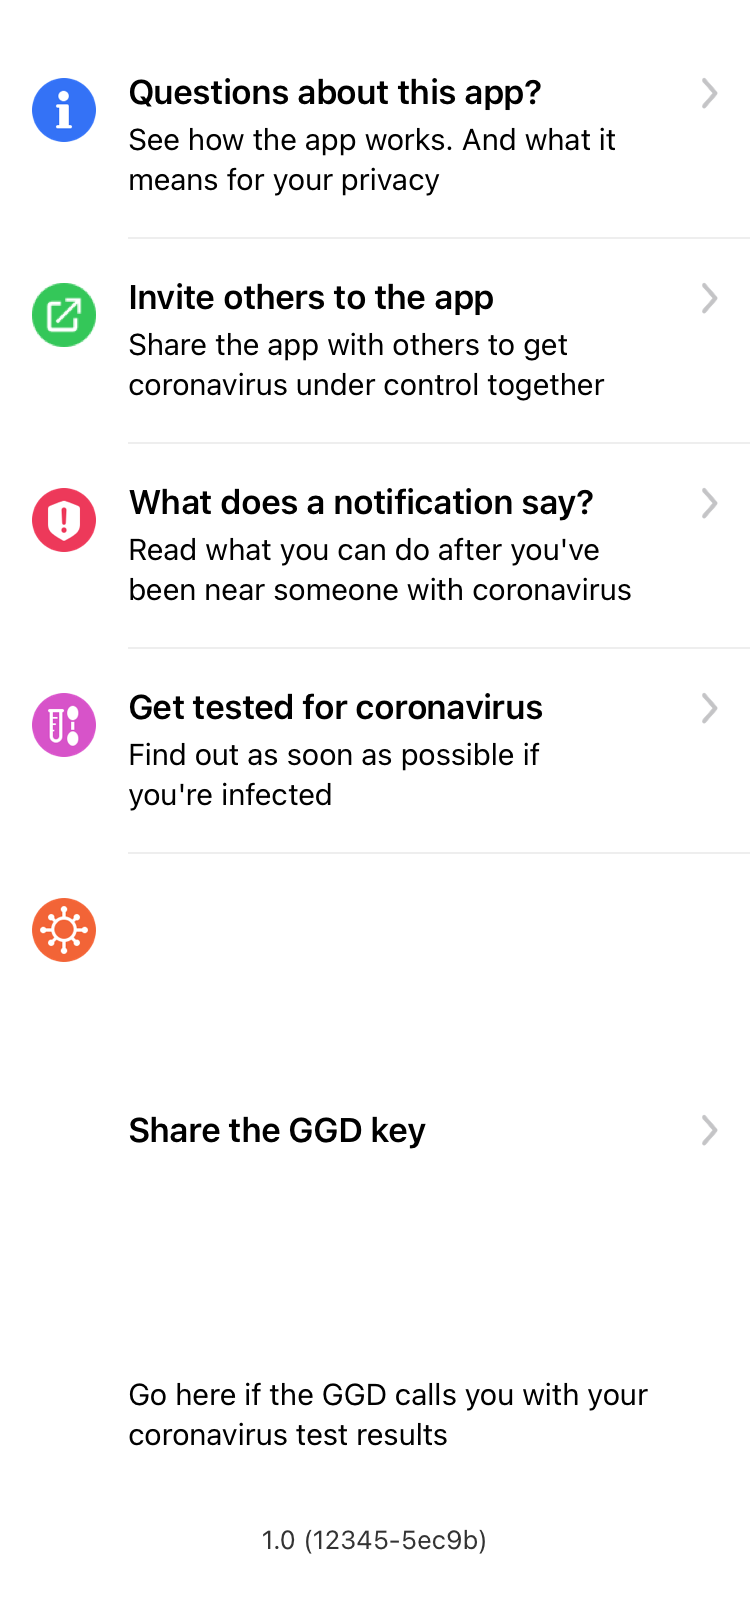 Questions about this app?
See how the app works. And what it
means for your privacy
Invite others to the app
Share the app with others to get
coronavirus under control together
What does a notification say?
Read what you can do after you've
been near someone with coronavirus
Get tested for coronavirus
Find out as soon as possible if
you're infected
Share the GGD key
Go here if the GGD calls you with your
coronavirus test results
1.0 (12345-5ec9b)